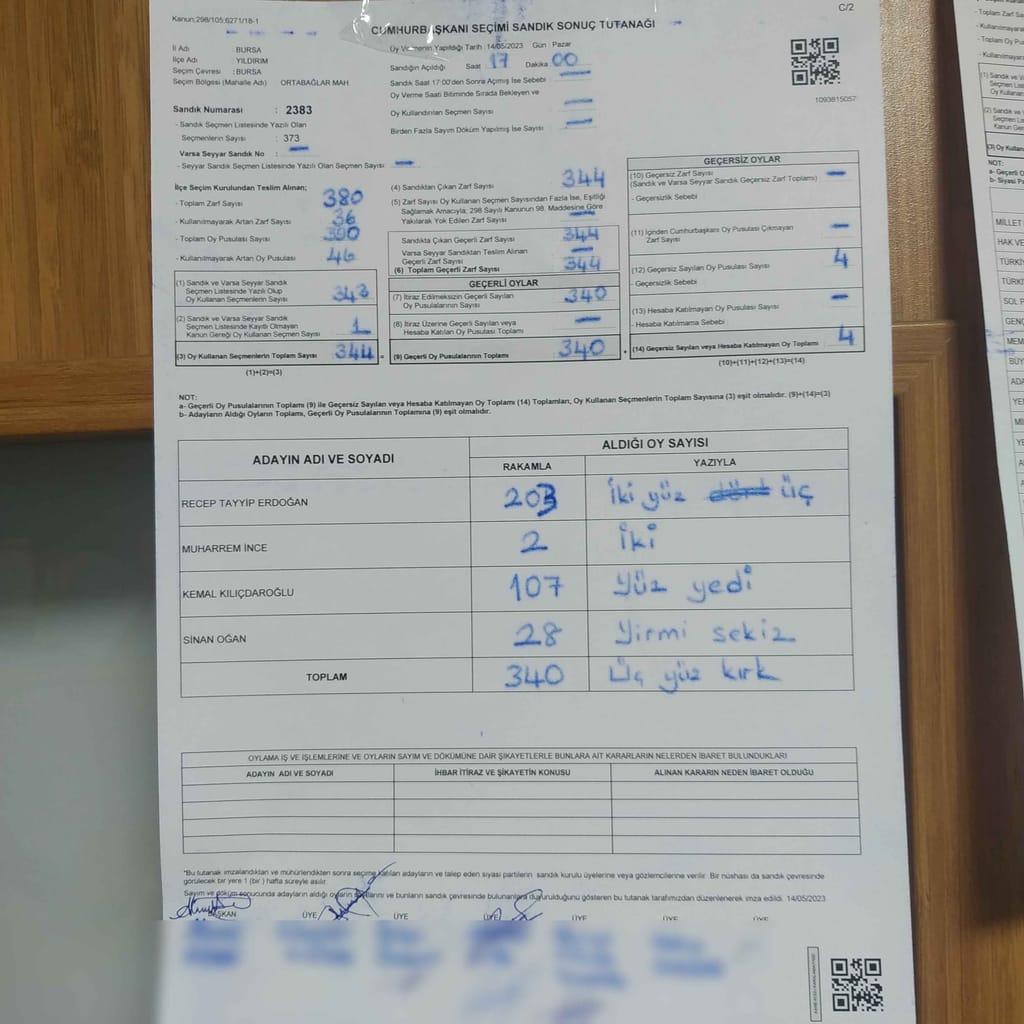 Kanun:298/105;6271/18-1
C/2
CUMHURBAŞKANI SEÇİMİ SANDIK SONUÇ TUTANAĞI
İl Adı : BURSA
İlçe Adı : YILDIRIM
Seçim Çevresi : BURSA
Seçim Bölgesi (Mahalle Adı) ORTABAĞLAR MAH.
Oy Vermenin Yapıldığı Tarih :14/05/2023 Gün : Pazar
Sandığın Açıldığı Saat 17 Dakika 00
Sandık Saat 17:00'den Sonra Açmış İse Sebebi
Oy Verme Saati Bitiminde Sırada Bekleyen ve
Oy Kullandırılan Seçmen Sayısı
Birden Fazla Sayım Döküm Yapılmış İse Sayısı :
1093815057
Sandık Numarası : 2383
- Sandık Seçmen Listesinde Yazılı Olan
Seçmenlerin Sayısı : 373
Varsa Seyyar Sandık No :
- Seyyar Sandık Seçmen Listesinde Yazılı Olan Seçmen Sayısı :
İlçe Seçim Kurulundan Teslim Alınan;
- Toplam Zarf Sayısı : 380
- Kullanılmayarak Artan Zarf Sayısı : 36
- Toplam Oy Pusulası Sayısı :
- Kullanılmayarak Artan Oy Pusulası : 46
(1) Sandık ve Varsa Seyyar Sandık
Seçmen Listesinde Yazılı Olup
Oy Kullanan Seçmenlerin Sayısı 343
(2) Sandık ve Varsa Seyyar Sandık
Seçmen Listesinde Kayıtlı Olmayan
Kanun Gereği Oy Kullanan Seçmen Sayısı 1
(3) Oy Kullanan Seçmenlerin Toplam Sayısı 344 =
(1)+(2)=(3)
(4) Sandıktan Çıkan Zarf Sayısı 344
(5) Zarf Sayısı Oy Kullanan Seçmen Sayısından Fazla İse, Eşitliği
Sağlamak Amacıyla; 298 Sayılı Kanunun 98. Maddesine Göre
Yakılarak Yok Edilen Zarf Sayısı
Sandıkta Çıkan Geçerli Zarf Sayısı 344
Varsa Seyyar Sandıktan Teslim Alınan
Geçerli Zarf Sayısı
(6) Toplam Geçerli Zarf Sayısı 344
GEÇERLİ OYLAR
(7) İtiraz Edilmeksizin Geçerli Sayılan
Oy Pusulalarının Sayısı 340
(8) İtiraz Üzerine Geçerli Sayılan veya
Hesaba Katılan Oy Pusulası Toplamı
(9) Geçerli Oy Pusulalarının Toplamı 340 +
GEÇERSİZ OYLAR
(10) Geçersiz Zarf Sayısı
(Sandık ve Varsa Seyyar Sandık Geçersiz Zarf Toplamı)
- Geçersizlik Sebebi
(11) İçinden Cumhurbaşkanı Oy Pusulası Çıkmayan
Zarf Sayısı
(12) Geçersiz Sayılan Oy Pusulası Sayısı 4
- Geçersizlik Sebebi
(13) Hesaba Katılmayan Oy Pusulası Sayısı
- Hesaba Katılmama Sebebi
(14) Geçersiz Sayılan veya Hesaba Katılmayan Oy Toplamı 4
(10)+(11)+(12)+(13)=(14)
NOT:
a- Geçerli Oy Pusulalarının Toplamı (9) ile Geçersiz Sayılan veya Hesaba Katılmayan Oy Toplamı (14) Toplamları, Oy Kullanan Seçmenlerin Toplam Sayısına (3) eşit olmalıdır. (9)+(14)=(3)
b- Adayların Aldığı Oyların Toplamı, Geçerli Oy Pusulalarının Toplamına (9) eşit olmalıdır.
ADAYIN ADI VE SOYADI ALDIĞI OY SAYISI
RAKAMLA YAZIYLA
RECEP TAYYİP ERDOĞAN 203 İki yüz dört üç
MUHARREM İNCE 2 İki
KEMAL KILIÇDAROĞLU 107 Yüz yedi
SİNAN OĞAN 28 Yirmi sekiz
TOPLAM 340 Üç yüz kırk
OYLAMA İŞ VE İŞLEMLERİNE VE OYLARIN SAYIM VE DÖKÜMÜNE DAİR ŞİKAYETLERLE BUNLARA AİT KARARLARIN NELERDEN İBARET BULUNDUKLARI
ADAYIN ADI VE SOYADI İHBAR İTİRAZ VE ŞİKAYETİN KONUSU ALINAN KARARIN NEDEN İBARET OLDUĞU
*Bu tutanak imzalandıktan ve mühürlendikten sonra seçime katılan adayların ve talep eden siyasi partilerin sandık kurulu üyelerine veya gözlemcilerine verilir. Bir nüshası da sandık çevresinde
görülecek bir yere 1 (bir ) hafta süreyle asılır.
Sayım ve döküm sonucunda adayların aldığı oyların sayılarını ve bunların sandık çevresinde bulunanlara duyurulduğunu gösteren bu tutanak tarafımızdan düzenlenerek imza edildi. 14/05/2023
BAŞKAN ÜYE ÜYE ÜYE ÜYE ÜYE ÜYE